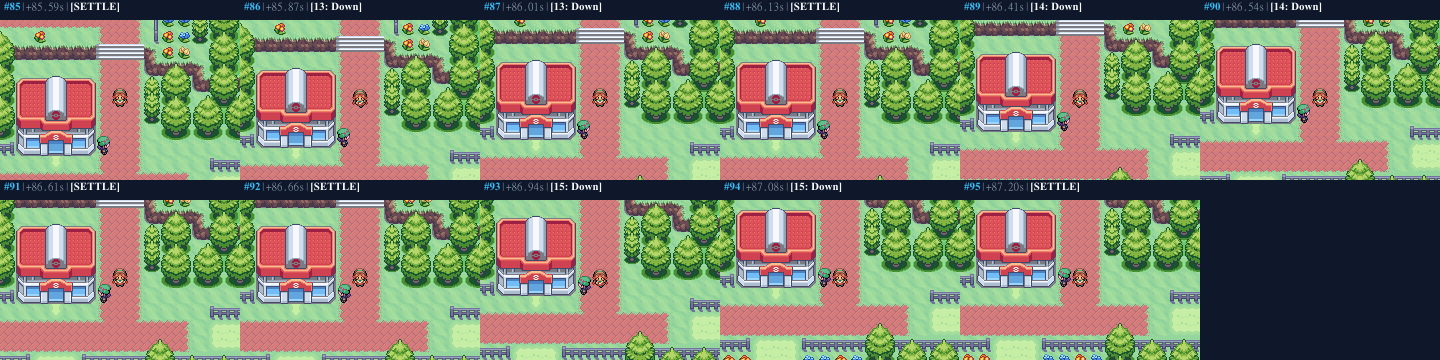 #85|+85.59s|[SETTLE]
#86|+85.87s|[13: Down]
#87|+86.01s|[13: Down]
#88|+86.13s|[SETTLE]
#89|+86.41s|[14: Down]
#90|+86.54s|[14: Down]
#91|+86.61s|[SETTLE]
#92|+86.66s|[SETTLE]
#93|+86.94s|[15: Down]
#94|+87.08s|[15: Down]
#95|+87.20s|[SETTLE]